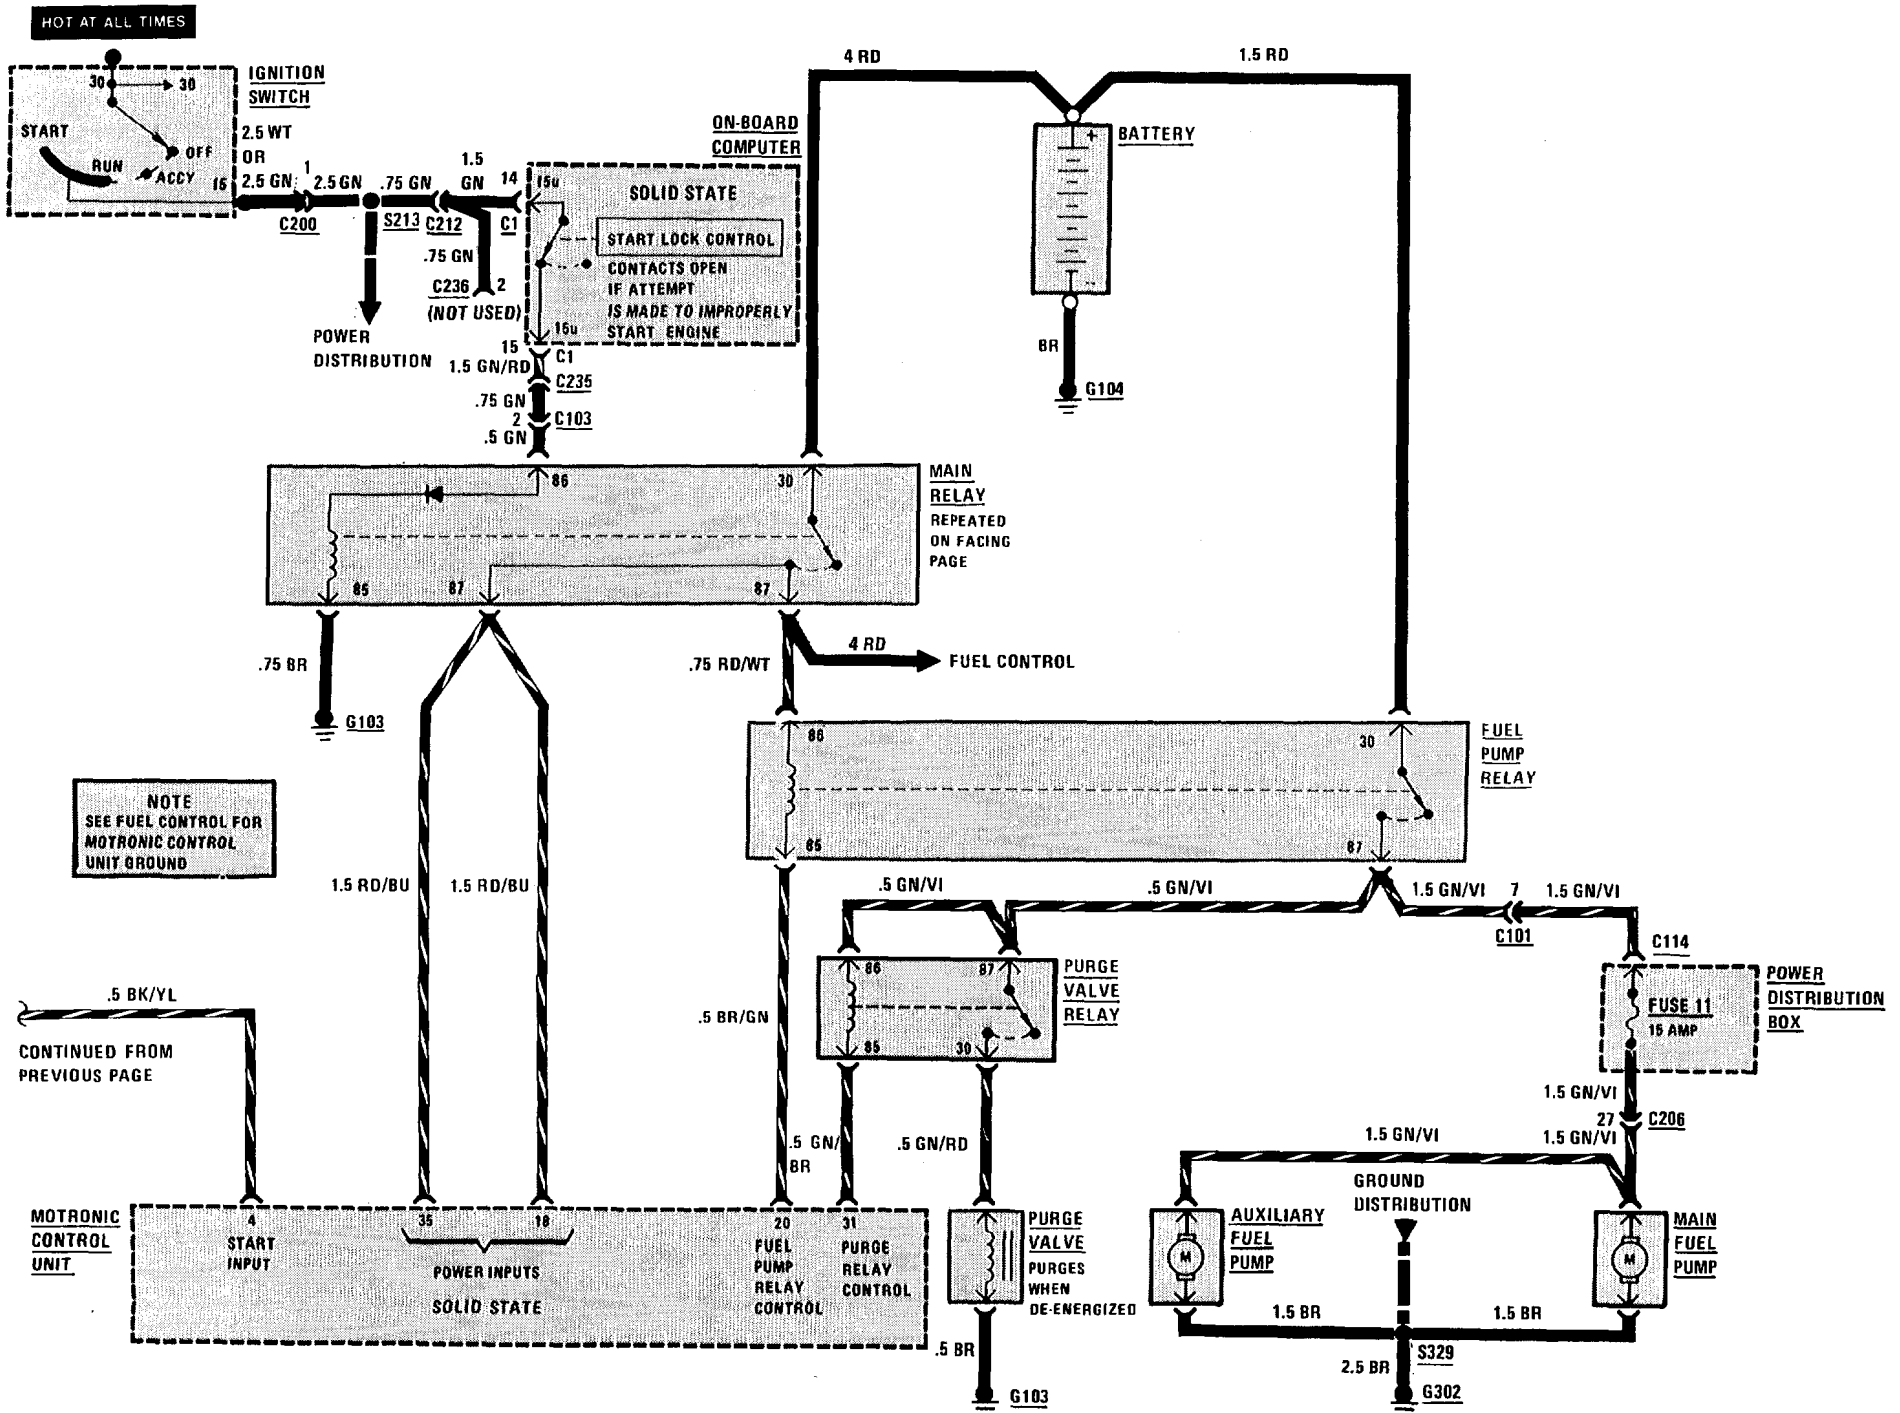 HOT AT ALL TIMES
IGNITION
SWITCH
30
30
START
RUN
OFF
ACCY
15
2.5 WT
OR
2.5 GN
1
2.5 GN
.75 GN
1.5
GN
14
C200
S213
C212
C1
.75 GN
C236
2
(NOT USED)
POWER
DISTRIBUTION
ON-BOARD
COMPUTER
15u
SOLID STATE
START LOCK CONTROL
CONTACTS OPEN
IF ATTEMPT
IS MADE TO IMPROPERLY
START ENGINE
15u
15
C1
1.5 GN/RD
C235
.75 GN
2
C103
.5 GN
4 RD
1.5 RD
+
BATTERY
-
BR
G104
86
30
85
87
87
MAIN
RELAY
REPEATED
ON FACING
PAGE
.75 BR
G103
.75 RD/WT
4 RD
FUEL CONTROL
86
30
85
87
FUEL
PUMP
RELAY
NOTE
SEE FUEL CONTROL FOR
MOTRONIC CONTROL
UNIT GROUND
1.5 RD/BU
1.5 RD/BU
.5 GN/VI
.5 GN/VI
1.5 GN/VI
7
1.5 GN/VI
C101
C114
86
87
85
30
PURGE
VALVE
RELAY
POWER
DISTRIBUTION
BOX
FUSE 11
15 AMP
.5 BK/YL
CONTINUED FROM
PREVIOUS PAGE
.5 BR/GN
1.5 GN/VI
27
C206
1.5 GN/VI
1.5 GN/VI
.5 GN/
BR
.5 GN/RD
GROUND
DISTRIBUTION
MOTRONIC
CONTROL
UNIT
4
START
INPUT
35
18
POWER INPUTS
SOLID STATE
20
FUEL
PUMP
RELAY
CONTROL
31
PURGE
RELAY
CONTROL
PURGE
VALVE
PURGES
WHEN
DE-ENERGIZED
M
AUXILIARY
FUEL
PUMP
M
MAIN
FUEL
PUMP
1.5 BR
1.5 BR
.5 BR
G103
S329
2.5 BR
G302